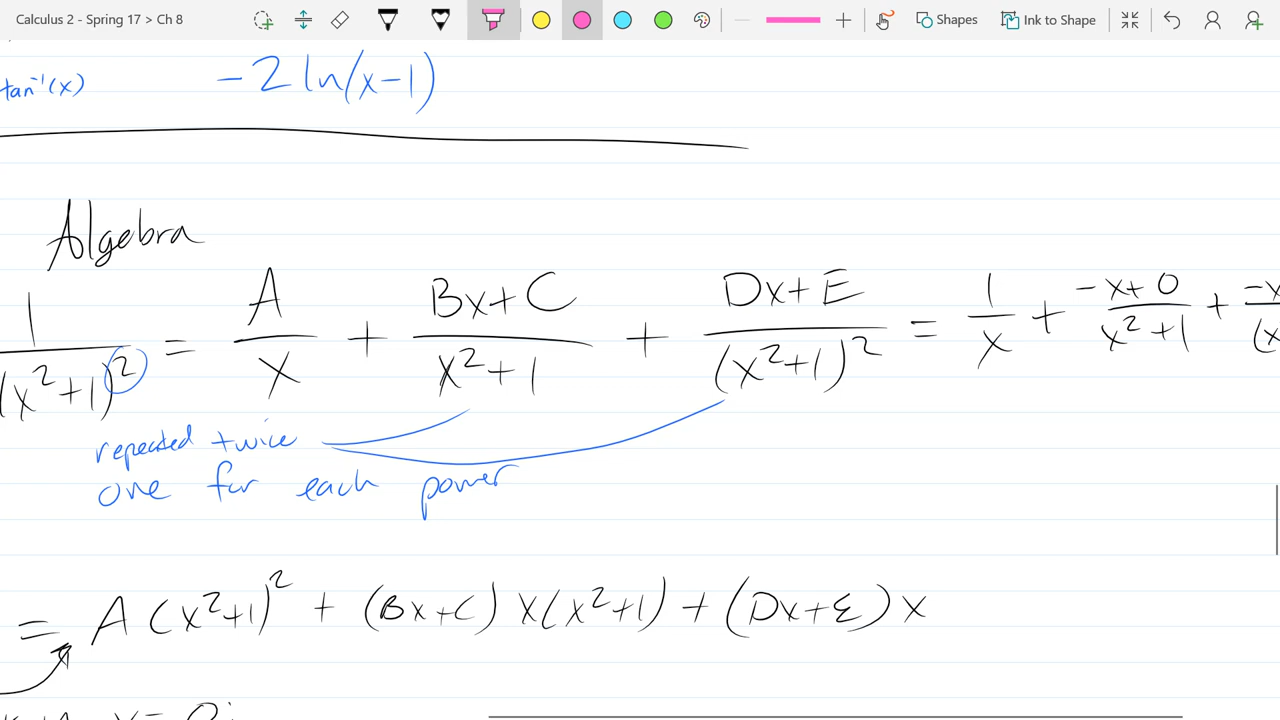 Calculus 2 - Spring 17 > Ch 8
Shapes
Ink to Shape
tan⁻¹(x) -2 ln(x-1)
Algebra
1/(x²+1)² = A/x + (Bx+C)/(x²+1) + (Dx+E)/(x²+1)² = 1/x + (-x+0)/(x²+1) + -x/(x
repeated twice
one for each power
= A(x²+1)² + (Bx+C) x(x²+1) + (Dx+E) x
x = 0: